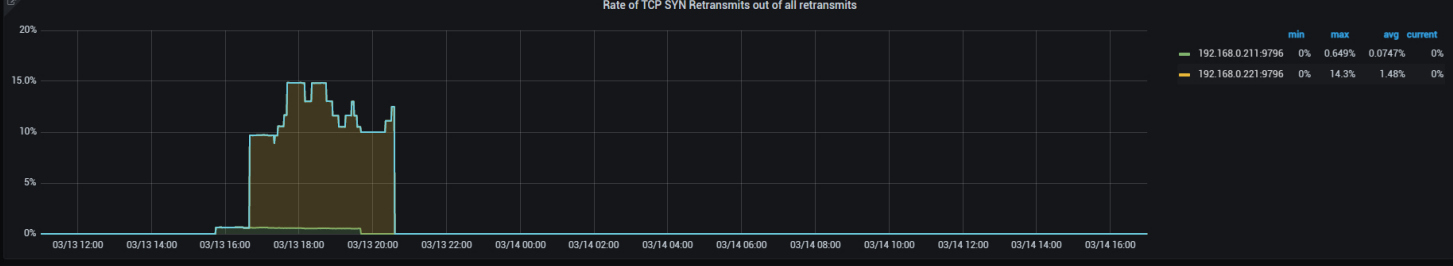 Rate of TCP SYN Retransmits out of all retransmits
20%
15.0%
10%
5%
0%
03/13 12:00 03/13 14:00 03/13 16:00 03/13 18:00 03/13 20:00 03/13 22:00 03/14 00:00 03/14 02:00 03/14 04:00 03/14 06:00 03/14 08:00 03/14 10:00 03/14 12:00 03/14 14:00 03/14 16:00
min max avg current
192.168.0.211:9796 0% 0.649% 0.0747% 0%
192.168.0.221:9796 0% 14.3% 1.48% 0%